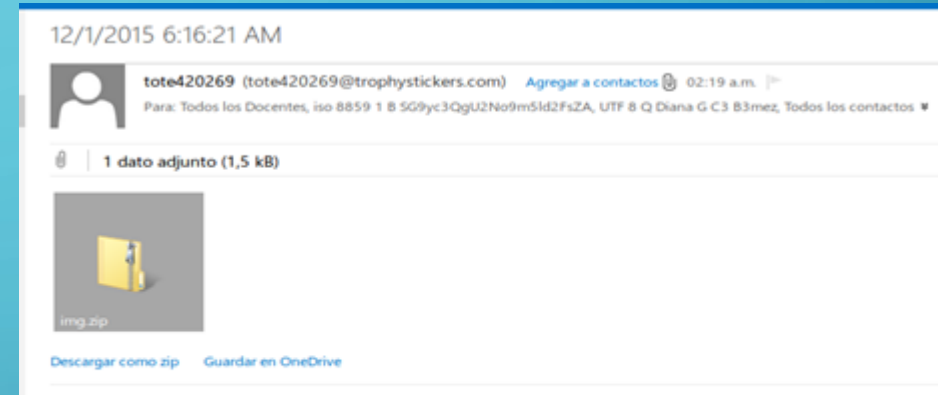 12/1/2015 6:16:21 AM
tote420269 (tote420269@trophystickers.com) Agregar a contactos 02:19 a.m.
Para: Todos los Docentes, iso 8859 1 B SG9yc3QgU2No9m5ld2FsZA, UTF 8 Q Diana G C3 B3mez, Todos los contactos
1 dato adjunto (1,5 kB)
img.zip
Descargar como zip Guardar en OneDrive